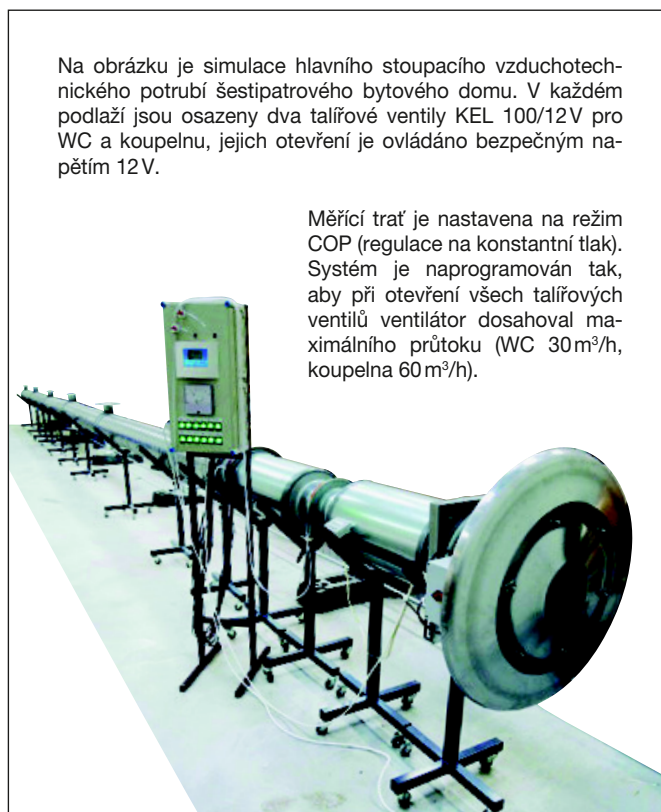 Na obrázku je simulace hlavního stoupacího vzduchotech-
nického potrubí šestipatrového bytového domu. V každém
podlaží jsou osazeny dva talířové ventily KEL 100/12 V pro
WC a koupelnu, jejich otevření je ovládáno bezpečným na-
pětím 12 V.
Měřící trať je nastavena na režim
COP (regulace na konstantní tlak).
Systém je naprogramován tak,
aby při otevření všech talířových
ventilů ventilátor dosahoval ma-
ximálního průtoku (WC 30 m³/h,
koupelna 60 m³/h).